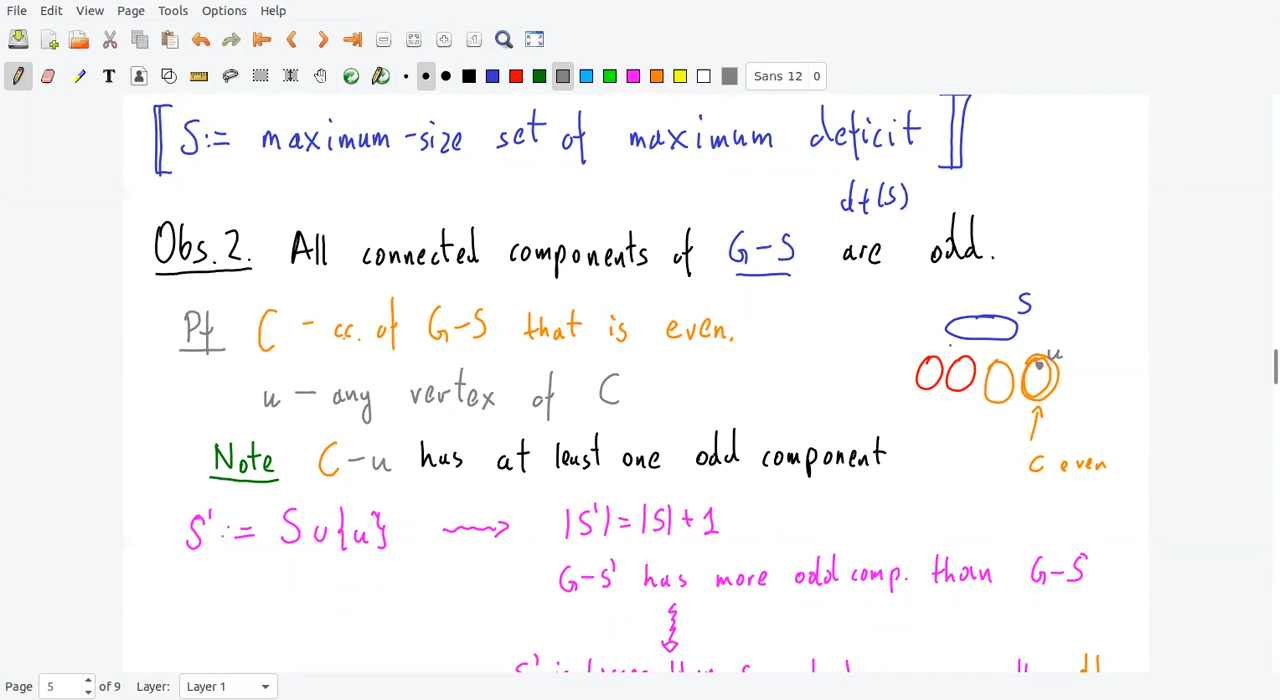 File Edit View Page Tools Options Help
T Sans 12 0
S:= maximum-size set of maximum deficit
df(S)
Obs. 2. All connected components of G-S are odd.
S
Pf C - cc. of G-S that is even.
u
u - any vertex of C
Note C-u has at least one odd component
C even
S' := S ∪ {u} |S'| = |S| + 1
G-S' has more odd comp. than G-S
Page 5 of 9 Layer: Layer 1